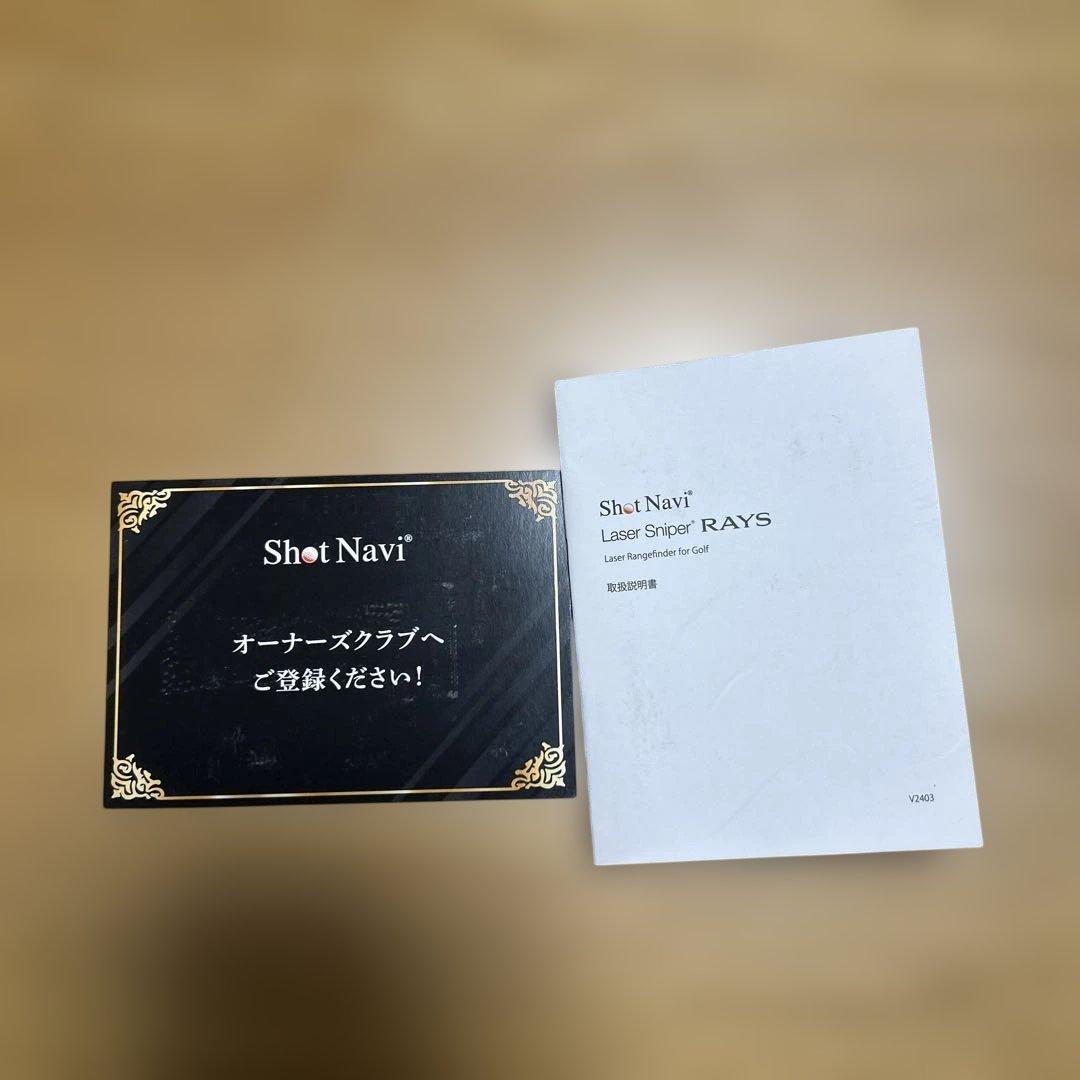 Shot Navi®
オーナーズクラブへ
ご登録ください!
Shot Navi®
Laser Sniper® RAYS
Laser Rangefinder for Golf
取扱説明書
V2403